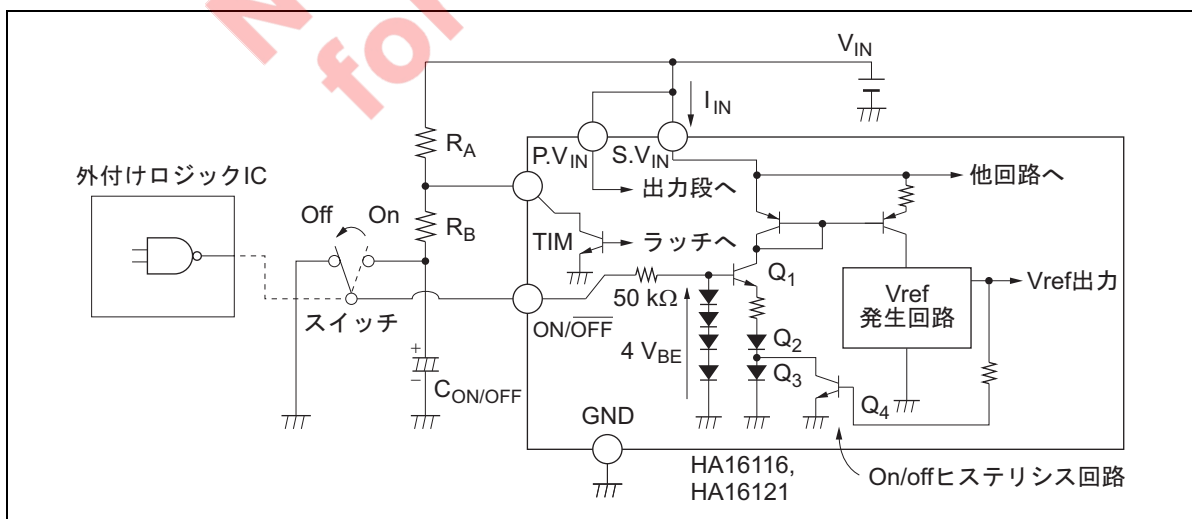 N
for
V_IN
I_IN
R_A
P.V_IN
S.V_IN
外付けロジックIC
出力段へ
他回路へ
Off
On
R_B
TIM
ラッチへ
Q_1
50 kΩ
Vref
発生回路
Vref出力
スイッチ
ON/OFF
4 V_BE
Q_2
Q_3
Q_4
+
−
C_ON/OFF
GND
HA16116,
HA16121
On/offヒステリシス回路